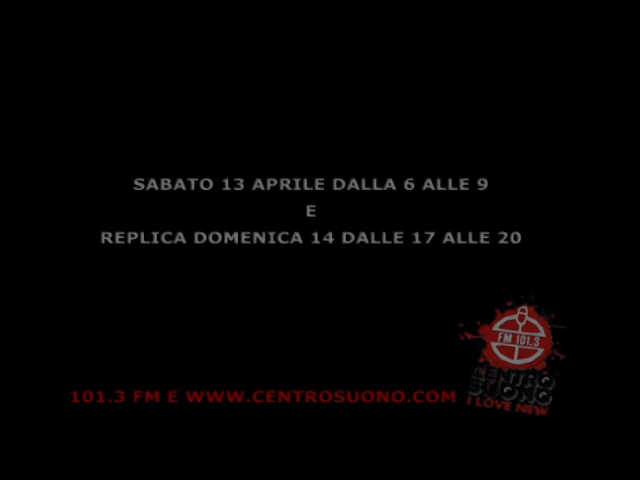 SABATO 13 APRILE DALLA 6 ALLE 9
E
REPLICA DOMENICA 14 DALLE 17 ALLE 20
FM 101.3
CENTRO
SUONO
I LOVE NEW
101.3 FM E WWW.CENTROSUONO.COM